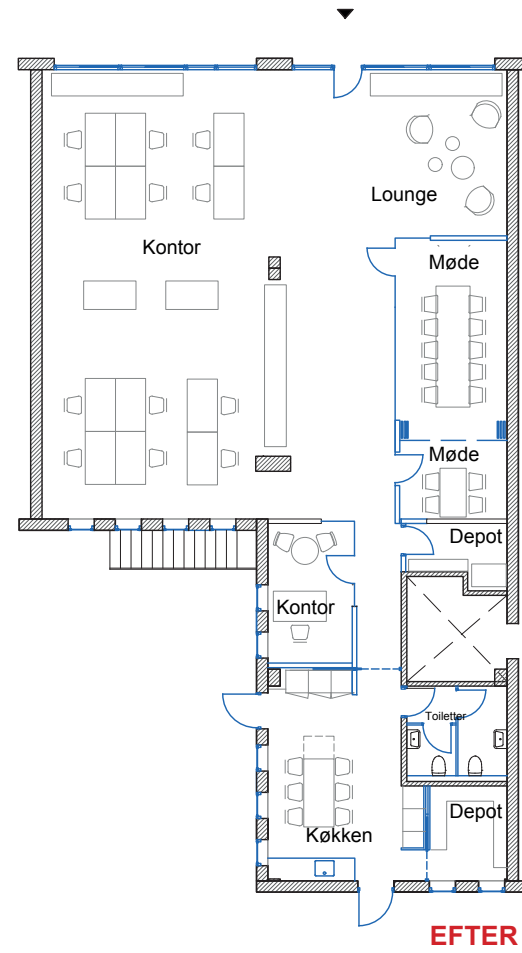 Lounge
Kontor
Møde
Møde
Depot
Kontor
Toiletter
Depot
Køkken
EFTER